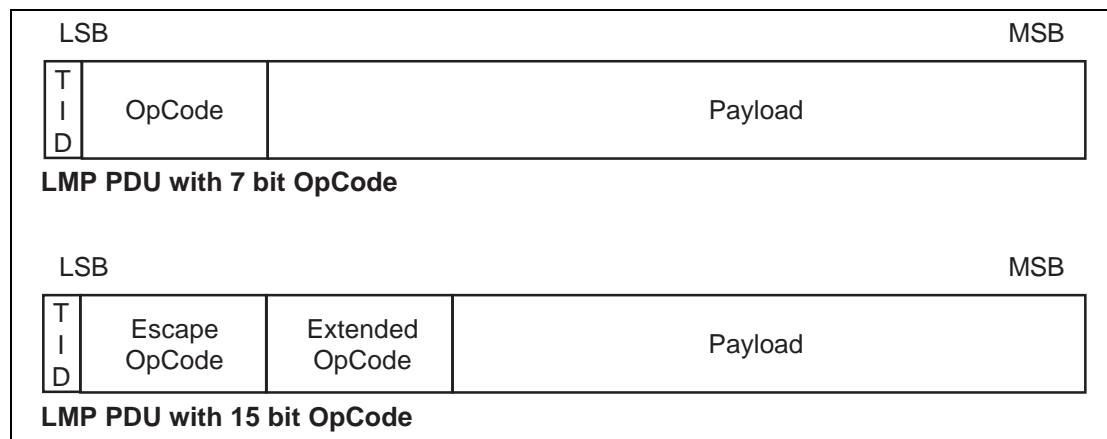 LSB MSB
T
I
D
OpCode
Payload
LMP PDU with 7 bit OpCode
LSB MSB
T
I
D
Escape
OpCode
Extended
OpCode
Payload
LMP PDU with 15 bit OpCode